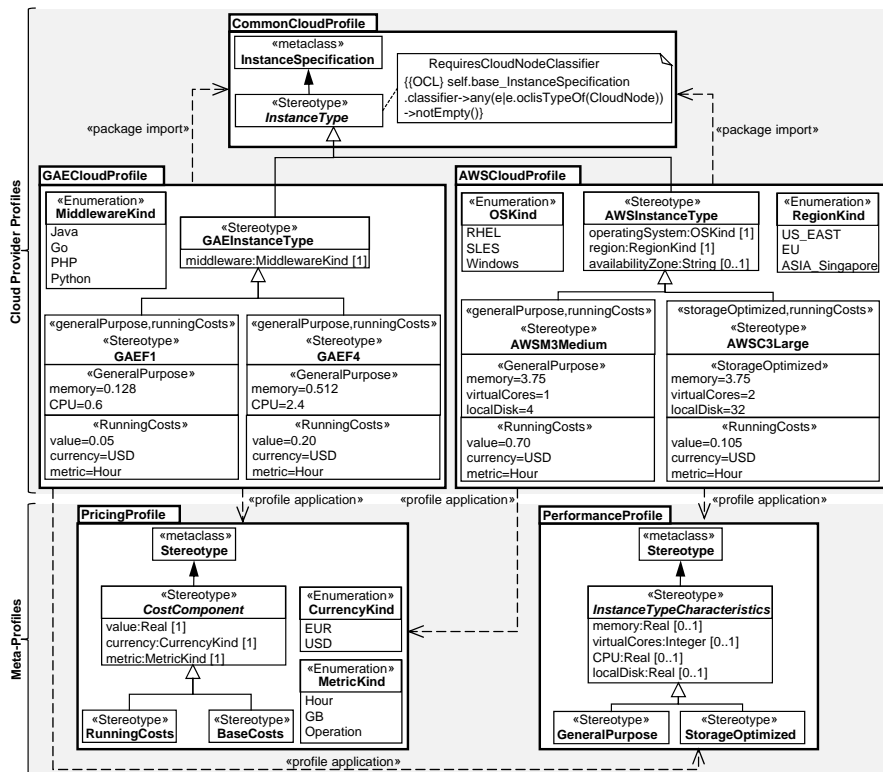 Cloud Provider Profiles
CommonCloudProfile
«metaclass»
InstanceSpecification
«Stereotype»
InstanceType
RequiresCloudNodeClassifier
{{OCL} self.base_InstanceSpecification
.classifier->any(e|e.oclisTypeOf(CloudNode))
->notEmpty()}
«package import»
«package import»
GAECloudProfile
«Enumeration»
MiddlewareKind
Java
Go
PHP
Python
«Stereotype»
GAEInstanceType
middleware:MiddlewareKind [1]
«generalPurpose,runningCosts»
«Stereotype»
GAEF1
«GeneralPurpose»
memory=0.128
CPU=0.6
«RunningCosts»
value=0.05
currency=USD
metric=Hour
«generalPurpose,runningCosts»
«Stereotype»
GAEF4
«GeneralPurpose»
memory=0.512
CPU=2.4
«RunningCosts»
value=0.20
currency=USD
metric=Hour
AWSCloudProfile
«Enumeration»
OSKind
RHEL
SLES
Windows
«Stereotype»
AWSInstanceType
operatingSystem:OSKind [1]
region:RegionKind [1]
availabilityZone:String [0..1]
«Enumeration»
RegionKind
US_EAST
EU
ASIA_Singapore
«generalPurpose,runningCosts»
«Stereotype»
AWSM3Medium
«GeneralPurpose»
memory=3.75
virtualCores=1
localDisk=4
«RunningCosts»
value=0.70
currency=USD
metric=Hour
«storageOptimized,runningCosts»
«Stereotype»
AWSC3Large
«StorageOptimized»
memory=3.75
virtualCores=2
localDisk=32
«RunningCosts»
value=0.105
currency=USD
metric=Hour
«profile application»
«profile application»
«profile application»
Meta-Profiles
PricingProfile
«metaclass»
Stereotype
«Stereotype»
CostComponent
value:Real [1]
currency:CurrencyKind [1]
metric:MetricKind [1]
«Stereotype»
RunningCosts
«Stereotype»
BaseCosts
«Enumeration»
CurrencyKind
EUR
USD
«Enumeration»
MetricKind
Hour
GB
Operation
PerformanceProfile
«metaclass»
Stereotype
«Stereotype»
InstanceTypeCharacteristics
memory:Real [0..1]
virtualCores:Integer [0..1]
CPU:Real [0..1]
localDisk:Real [0..1]
«Stereotype»
GeneralPurpose
«Stereotype»
StorageOptimized
«profile application»